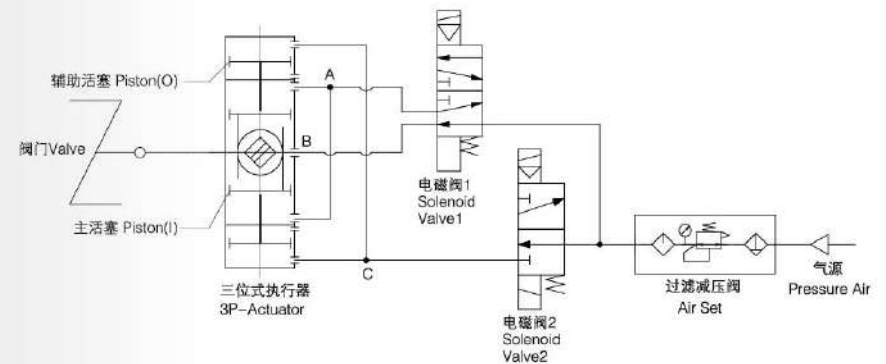 辅助活塞 Piston(O)
A
阀门Valve
B
主活塞 Piston(I)
C
三位式执行器
3P-Actuator
电磁阀1
Solenoid
Valve1
电磁阀2
Solenoid
Valve2
过滤减压阀
Air Set
气源
Pressure Air